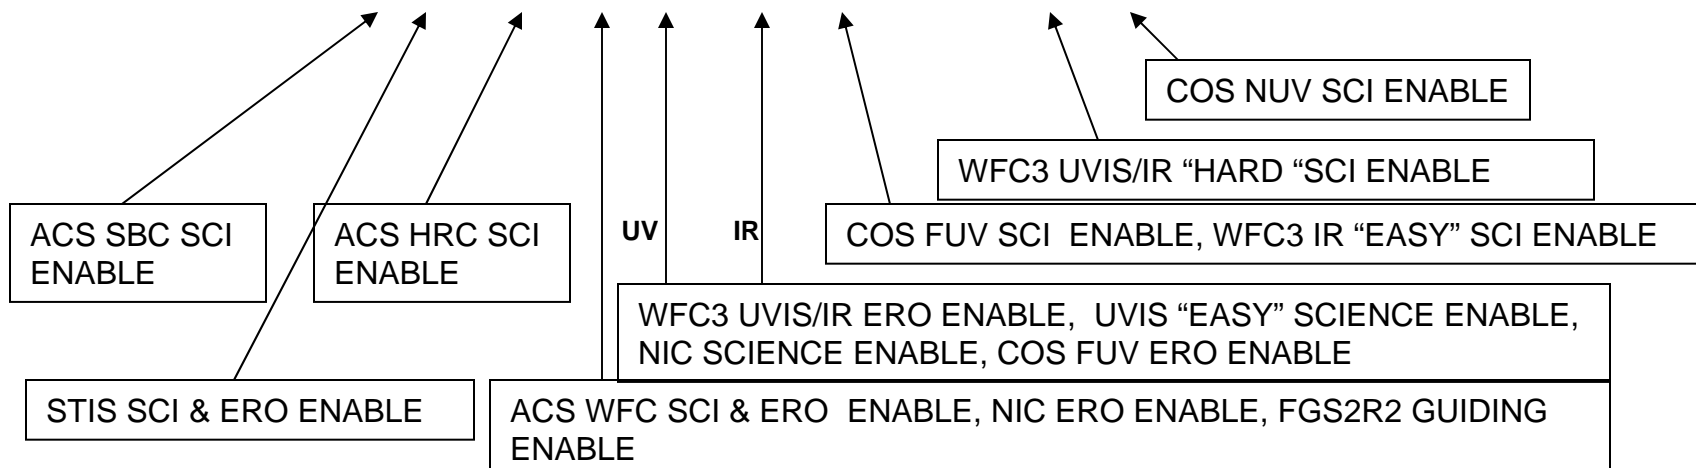 COS NUV SCI ENABLE
WFC3 UVIS/IR “HARD “SCI ENABLE
ACS SBC SCI
ENABLE
ACS HRC SCI
ENABLE
UV
IR
COS FUV SCI ENABLE, WFC3 IR “EASY” SCI ENABLE
WFC3 UVIS/IR ERO ENABLE, UVIS “EASY” SCIENCE ENABLE,
NIC SCIENCE ENABLE, COS FUV ERO ENABLE
STIS SCI & ERO ENABLE
ACS WFC SCI & ERO ENABLE, NIC ERO ENABLE, FGS2R2 GUIDING
ENABLE